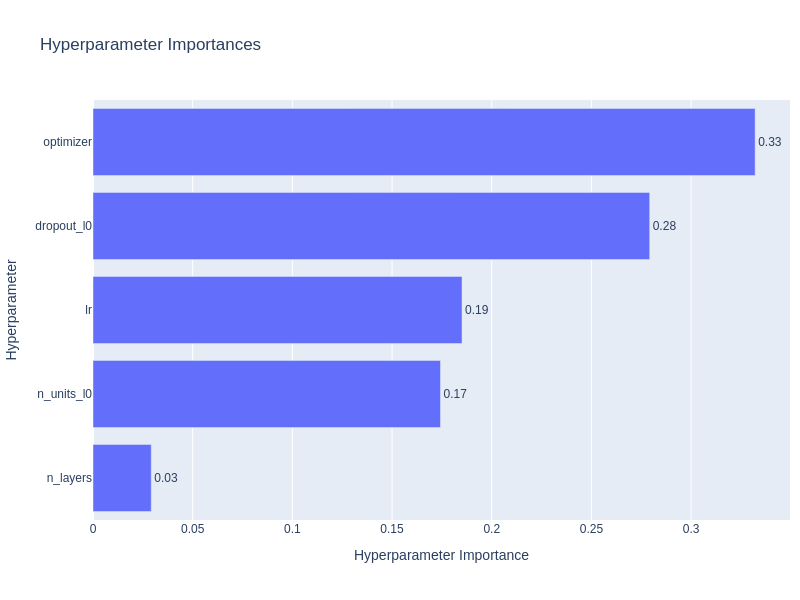 Hyperparameter Importances
optimizer 0.33
dropout_l0 0.28
lr 0.19
n_units_l0 0.17
n_layers 0.03
0 0.05 0.1 0.15 0.2 0.25 0.3
Hyperparameter Importance
Hyperparameter